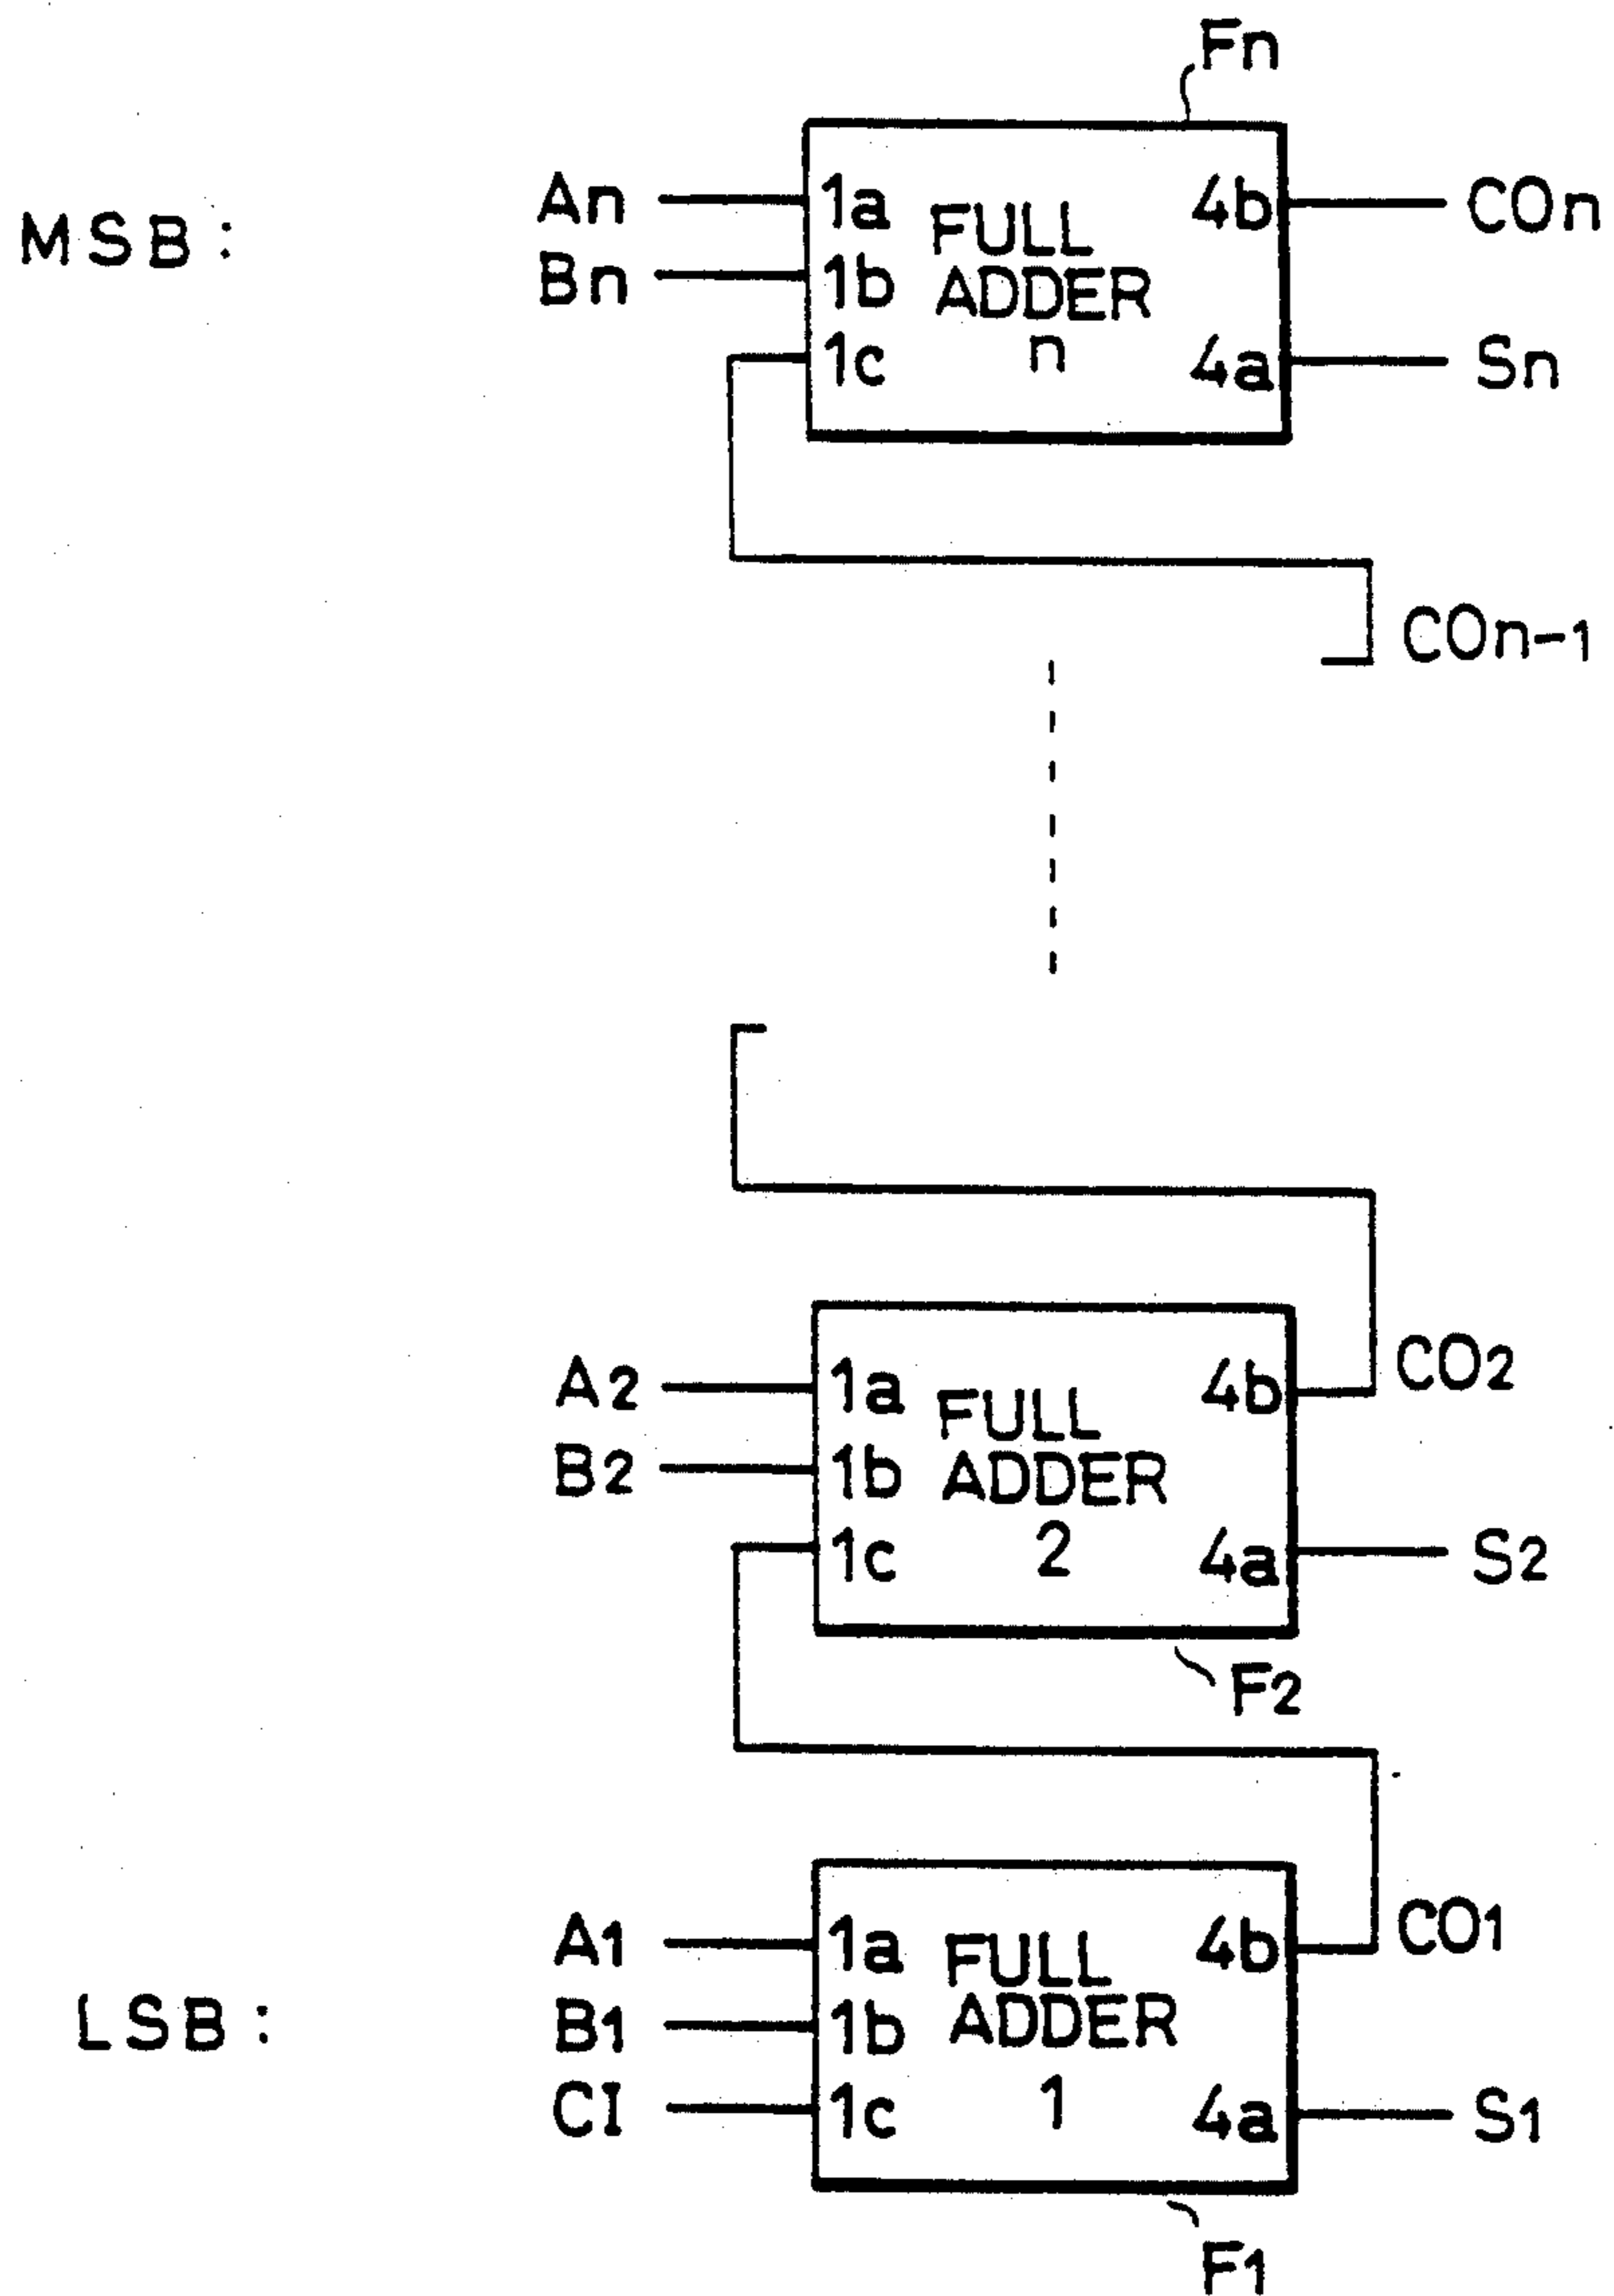 Fn
MSB:
An
Bn
1a
1b
1c
FULL
ADDER
n
4b
4a
COn
Sn
COn-1
A2
B2
1a
1b
1c
FULL
ADDER
2
4b
4a
CO2
S2
F2
LSB:
A1
B1
CI
1a
1b
1c
FULL
ADDER
1
4b
4a
CO1
S1
F1